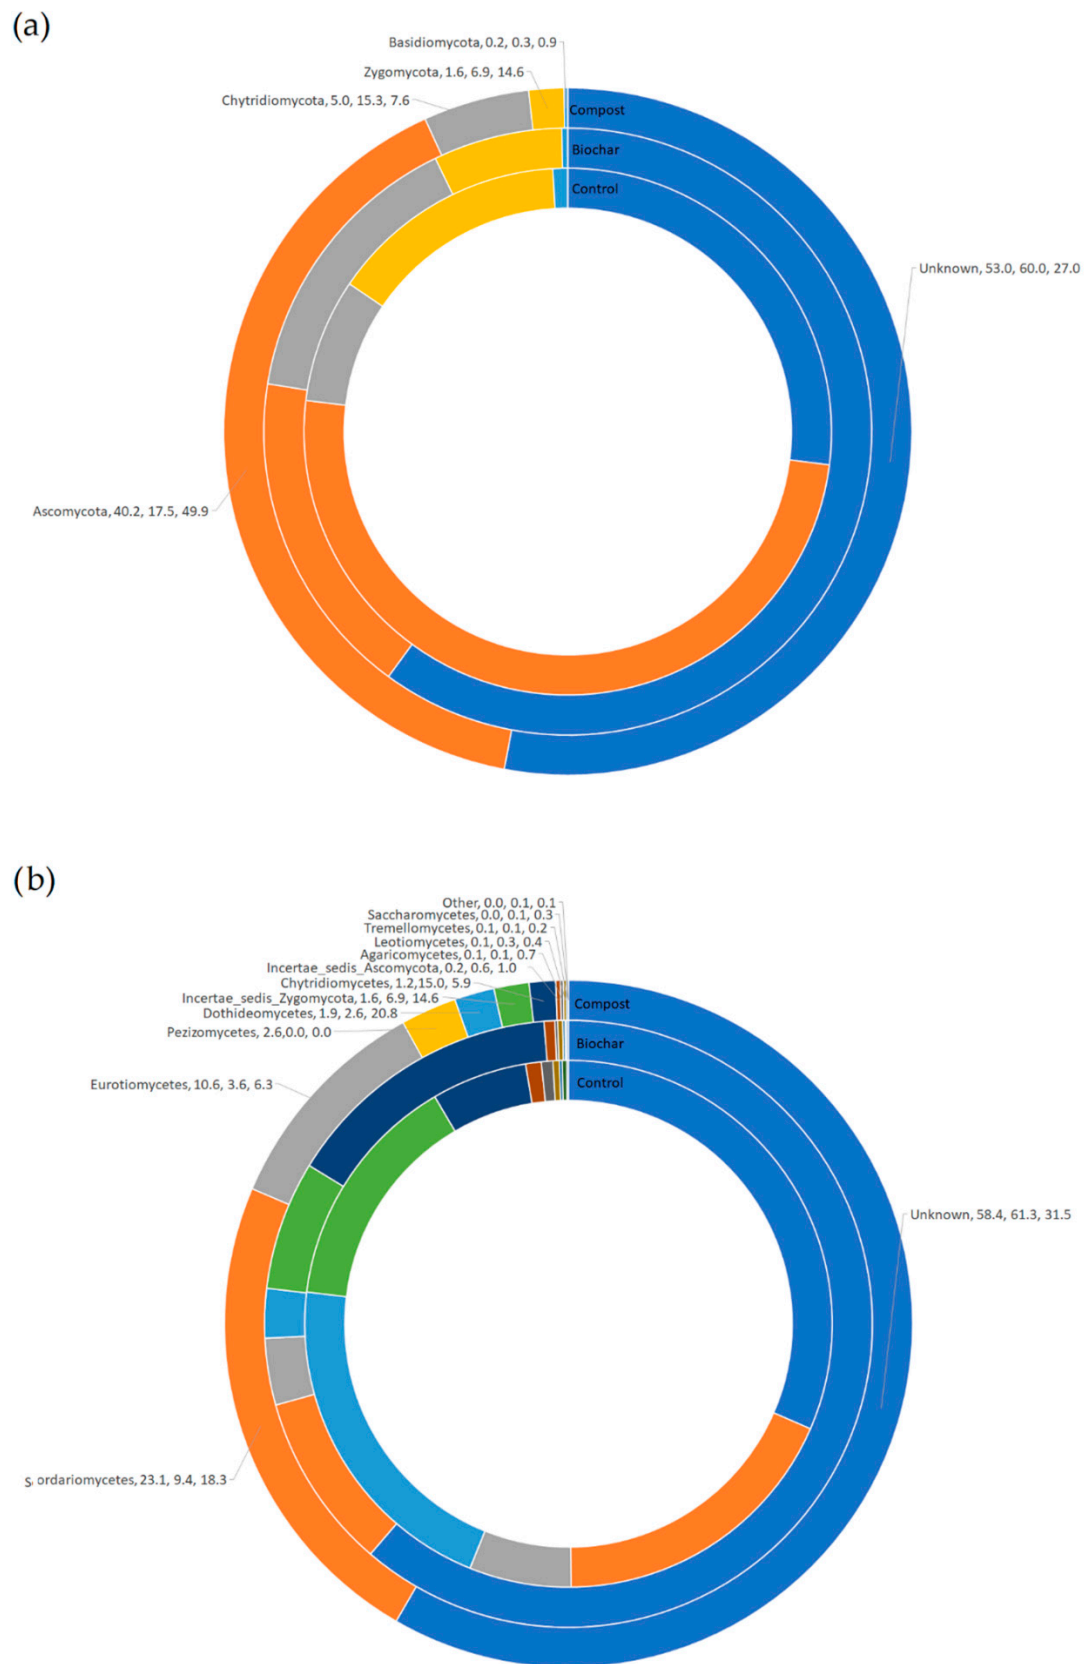 (a)
Basidiomycota, 0.2, 0.3, 0.9
Zygomycota, 1.6, 6.9, 14.6
Chytridiomycota, 5.0, 15.3, 7.6
Compost
Biochar
Control
Unknown, 53.0, 60.0, 27.0
Ascomycota, 40.2, 17.5, 49.9
(b)
Other, 0.0, 0.1, 0.1
Saccharomycetes, 0.0, 0.1, 0.3
Tremellomycetes, 0.1, 0.1, 0.2
Leotiomycetes, 0.1, 0.3, 0.4
Agaricomycetes, 0.1, 0.1, 0.7
Incertae_sedis_Ascomycota, 0.2, 0.6, 1.0
Chytridiomycetes, 1.2,15.0, 5.9
Incertae_sedis_Zygomycota, 1.6, 6.9, 14.6
Dothideomycetes, 1.9, 2.6, 20.8
Pezizomycetes, 2.6,0.0, 0.0
Compost
Biochar
Control
Eurotiomycetes, 10.6, 3.6, 6.3
Unknown, 58.4, 61.3, 31.5
Sordariomycetes, 23.1, 9.4, 18.3